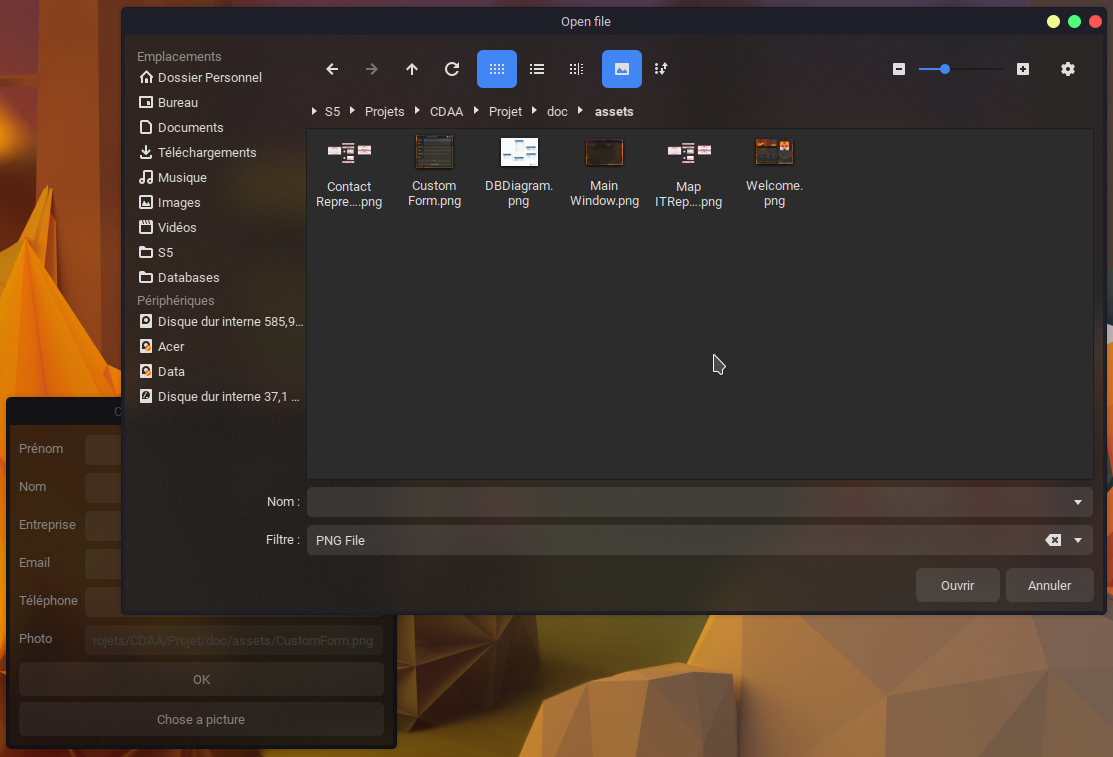 Open file
Emplacements
Dossier Personnel
Bureau
Documents
Téléchargements
Musique
Images
Vidéos
S5
Databases
Périphériques
Disque dur interne 585,9...
Acer
Data
Disque dur interne 37,1 ...
S5 Projets CDAA Projet doc assets
Contact
Repre....png
Custom
Form.png
DBDiagram.
png
Main
Window.png
Map
ITRep....png
Welcome.
png
Nom :
Filtre : PNG File
Ouvrir Annuler
Prénom
Nom
Entreprise
Email
Téléphone
Photo rojets/CDAA/Projet/doc/assets/CustomForm.png
OK
Chose a picture